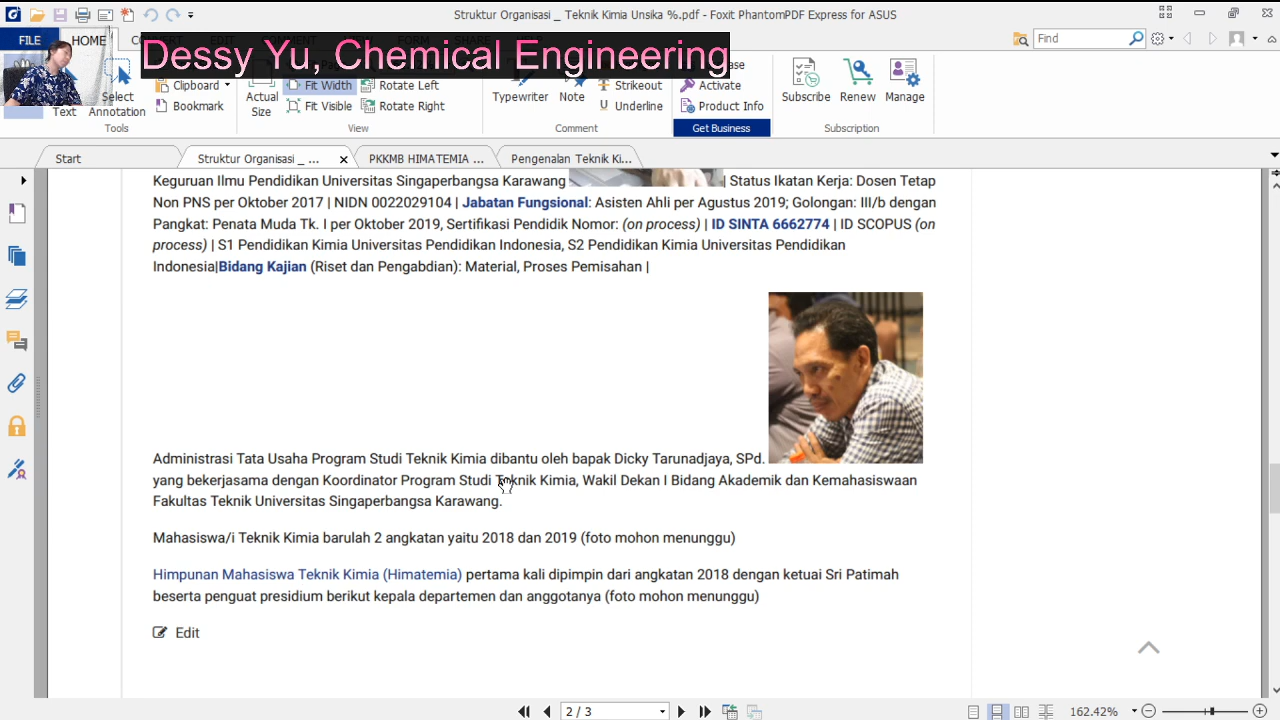 Struktur Organisasi _ Teknik Kimia Unsika %.pdf - Foxit PhantomPDF Express for ASUS
FILE
HOME
Find
Dessy Yu, Chemical Engineering
Clipboard
Fit Width
Rotate Left
Strikeout
Activate
Text
Select
Annotation
Bookmark
Actual
Size
Fit Visible
Rotate Right
Typewriter
Note
Underline
Product Info
Subscribe
Renew
Manage
Tools
View
Comment
Get Business
Subscription
Start
Struktur Organisasi _ ...
PKKMB HIMATEMIA ...
Pengenalan Teknik Ki...
Keguruan Ilmu Pendidikan Universitas Singaperbangsa Karawang | Status Ikatan Kerja: Dosen Tetap
Non PNS per Oktober 2017 | NIDN 0022029104 | Jabatan Fungsional: Asisten Ahli per Agustus 2019; Golongan: III/b dengan
Pangkat: Penata Muda Tk. I per Oktober 2019, Sertifikasi Pendidik Nomor: (on process) | ID SINTA 6662774 | ID SCOPUS (on
process) | S1 Pendidikan Kimia Universitas Pendidikan Indonesia, S2 Pendidikan Kimia Universitas Pendidikan
Indonesia|Bidang Kajian (Riset dan Pengabdian): Material, Proses Pemisahan |
Administrasi Tata Usaha Program Studi Teknik Kimia dibantu oleh bapak Dicky Tarunadjaya, SPd.
yang bekerjasama dengan Koordinator Program Studi Teknik Kimia, Wakil Dekan I Bidang Akademik dan Kemahasiswaan
Fakultas Teknik Universitas Singaperbangsa Karawang.
Mahasiswa/i Teknik Kimia barulah 2 angkatan yaitu 2018 dan 2019 (foto mohon menunggu)
Himpunan Mahasiswa Teknik Kimia (Himatemia) pertama kali dipimpin dari angkatan 2018 dengan ketuai Sri Patimah
beserta penguat presidium berikut kepala departemen dan anggotanya (foto mohon menunggu)
Edit
2 / 3
162.42%